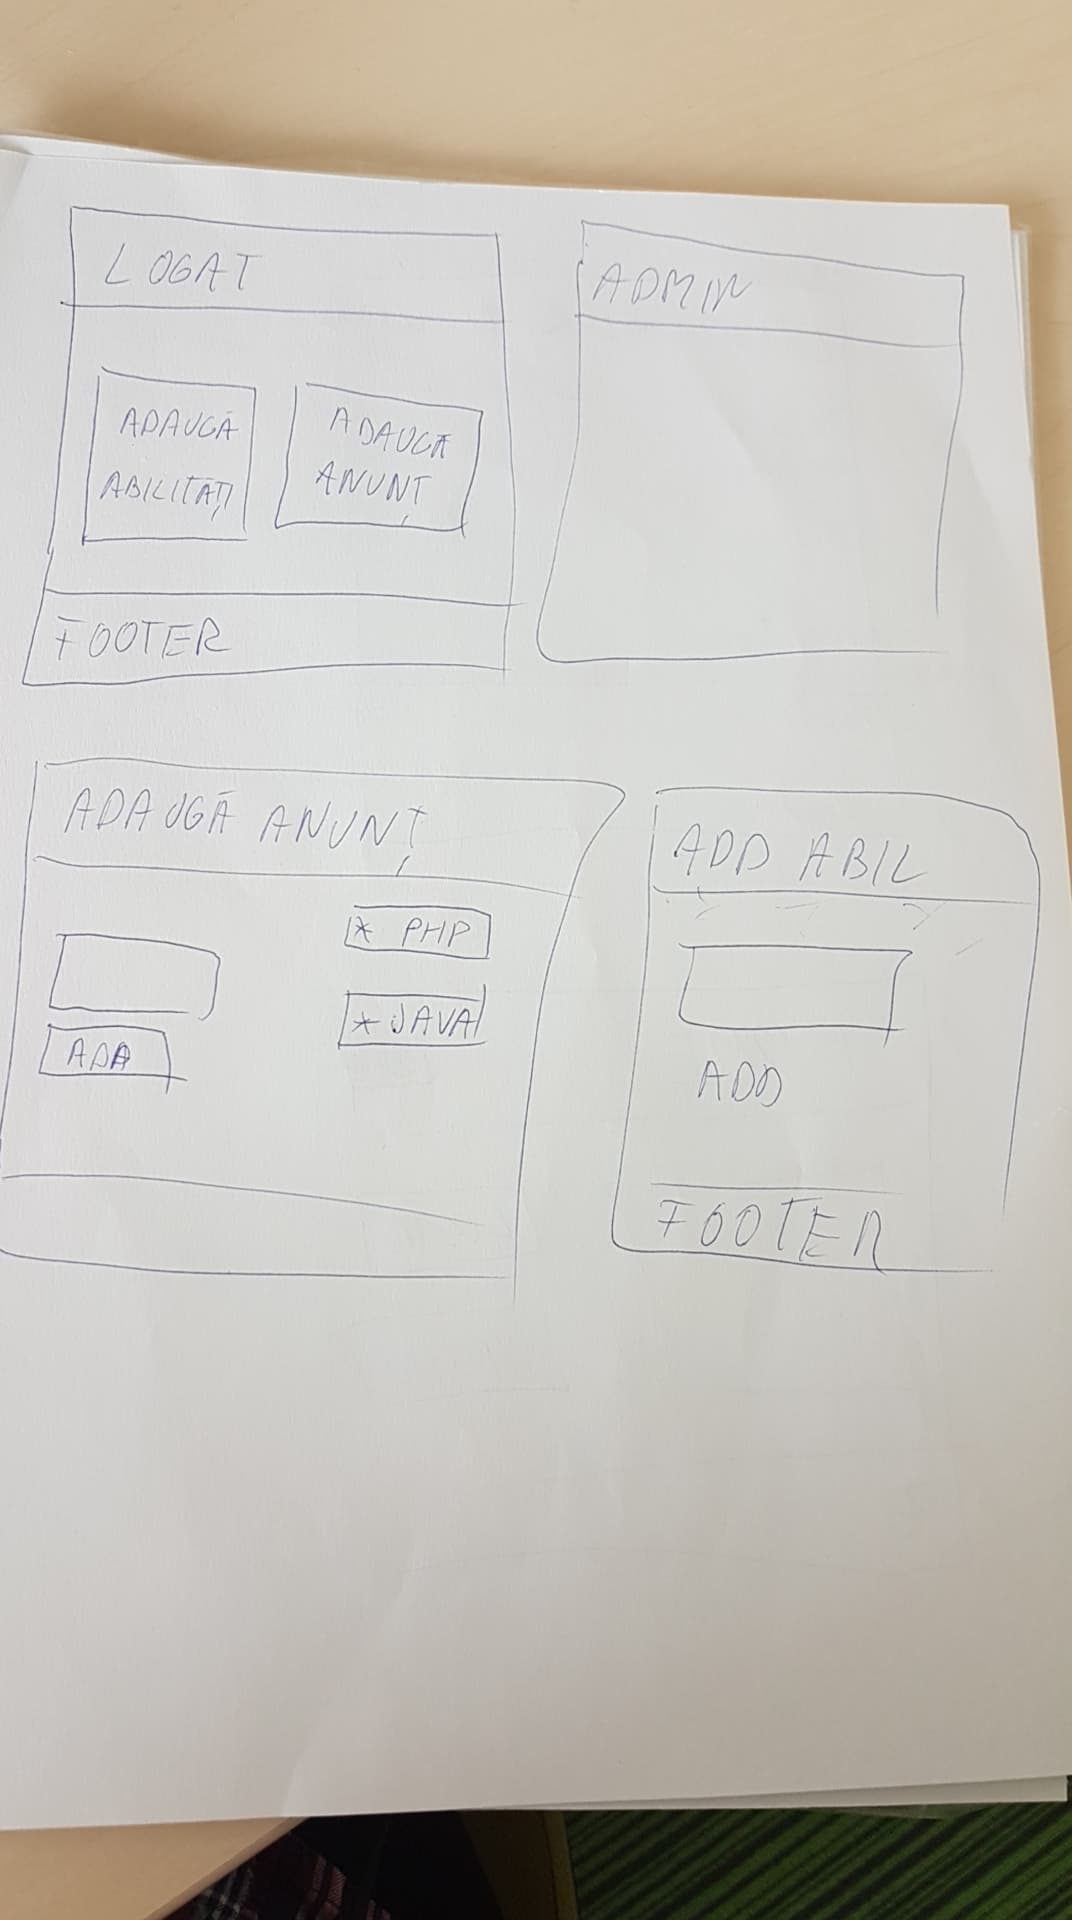 LOGAT
ADAUGĂ
ABILITĂȚI
ADAUGĂ
ANUNȚ
FOOTER
ADMIN
ADAUGĂ ANUNȚ
* PHP
* JAVA
ADD
ADD ABIL
ADD
FOOTER